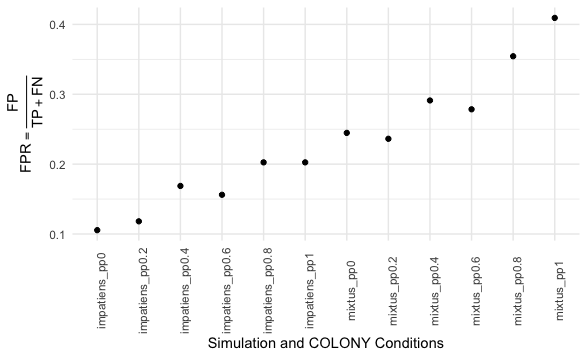 FPR = FP / TP + FN
0.4
0.3
0.2
0.1
impatiens_pp0
impatiens_pp0.2
impatiens_pp0.4
impatiens_pp0.6
impatiens_pp0.8
impatiens_pp1
mixtus_pp0
mixtus_pp0.2
mixtus_pp0.4
mixtus_pp0.6
mixtus_pp0.8
mixtus_pp1
Simulation and COLONY Conditions